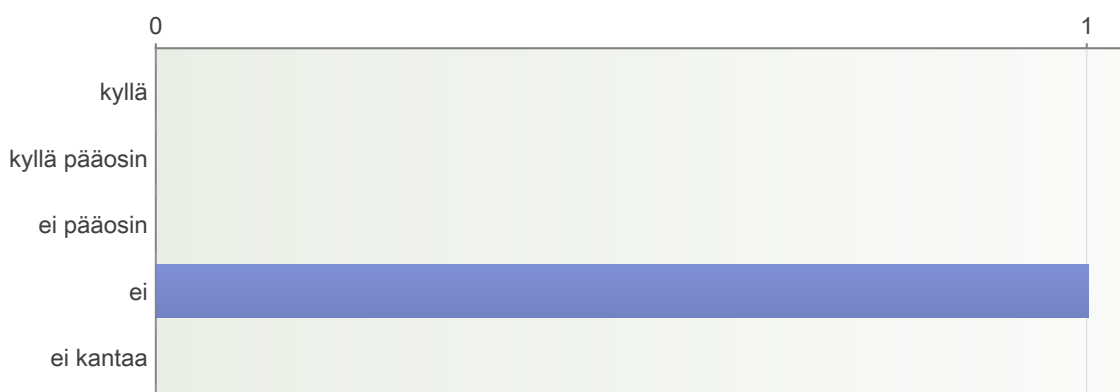 0 1
kyllä
kyllä pääosin
ei pääosin
ei
ei kantaa